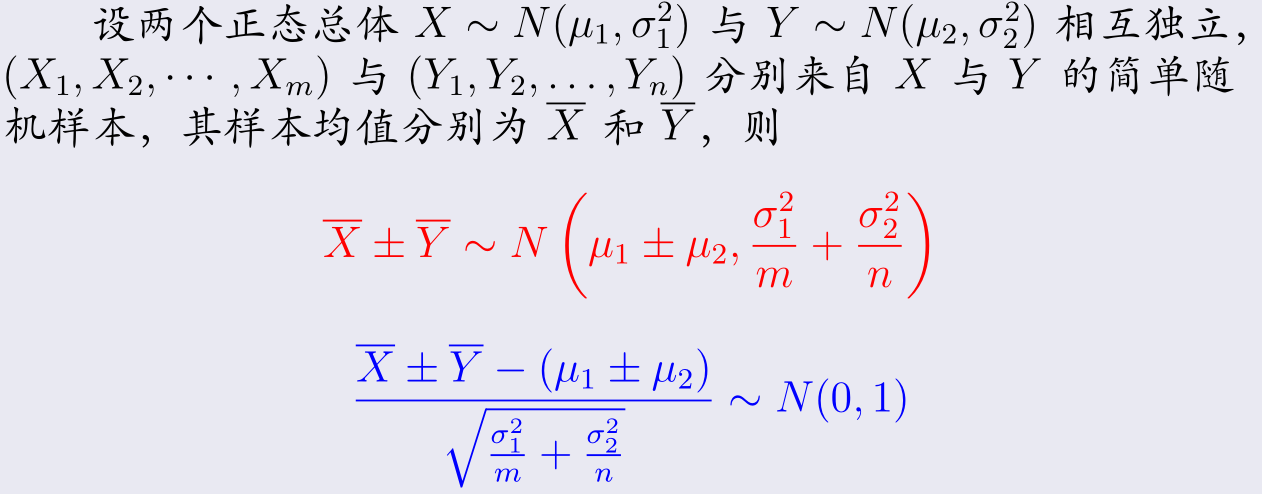 设两个正态总体 $X \sim N(\mu_1, \sigma_1^2)$ 与 $Y \sim N(\mu_2, \sigma_2^2)$ 相互独立，
$(X_1, X_2, \cdots, X_m)$ 与 $(Y_1, Y_2, \ldots, Y_n)$ 分别来自 $X$ 与 $Y$ 的简单随
机样本，其样本均值分别为 $\overline{X}$ 和 $\overline{Y}$，则
$\overline{X} \pm \overline{Y} \sim N\left(\mu_1 \pm \mu_2, \frac{\sigma_1^2}{m} + \frac{\sigma_2^2}{n}\right)$
$\frac{\overline{X} \pm \overline{Y} - (\mu_1 \pm \mu_2)}{\sqrt{\frac{\sigma_1^2}{m} + \frac{\sigma_2^2}{n}}} \sim N(0, 1)$